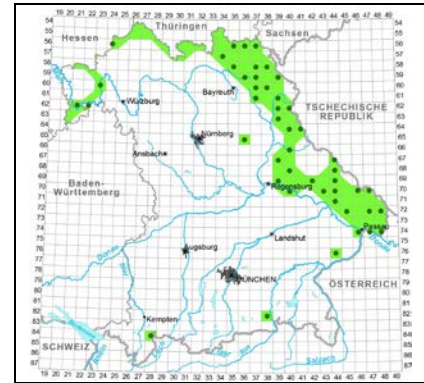 19 20 21 22 23 24 25 26 27 28 29 30 31 32 33 34 35 36 37 38 39 40 41 42 43 44 45 46 47 48 49
Thüringen
Hessen
Sachsen
Bayreuth
TSCHECHISCHE
REPUBLIK
Würzburg
Nürnberg
Ansbach
Baden-
Württemberg
Regensburg
Passau
Donau
Landshut
Augsburg
MÜNCHEN
ÖSTERREICH
Kempten
SCHWEIZ
Salzach
19 20 21 22 23 24 25 26 27 28 29 30 31 32 33 34 35 36 37 38 39 40 41 42 43 44 45 46 47 48 49